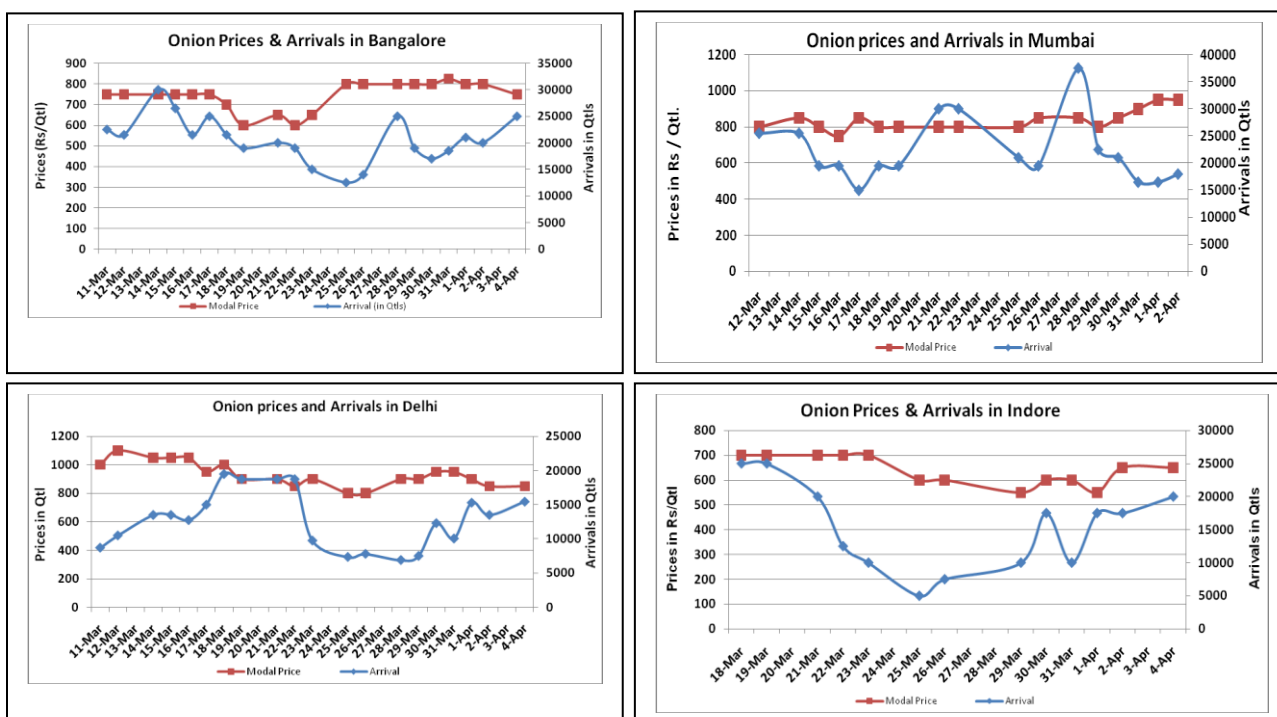 Onion Prices & Arrivals in Bangalore
Prices (Rs/Qtl)
900
800
700
600
500
400
300
200
100
0
35000
30000
25000
20000
15000
10000
5000
0
Arrivals in Qtls
11-Mar
12-Mar
13-Mar
14-Mar
15-Mar
16-Mar
17-Mar
18-Mar
19-Mar
20-Mar
21-Mar
22-Mar
23-Mar
24-Mar
25-Mar
26-Mar
27-Mar
28-Mar
29-Mar
30-Mar
31-Mar
1-Apr
2-Apr
3-Apr
4-Apr
Modal Price
Arrival (in Qtls)
Onion prices and Arrivals in Mumbai
Prices in Rs / Qtl.
1200
1000
800
600
400
200
0
40000
35000
30000
25000
20000
15000
10000
5000
0
Arrivals in Qtls
12-Mar
13-Mar
14-Mar
15-Mar
16-Mar
17-Mar
18-Mar
19-Mar
20-Mar
21-Mar
22-Mar
23-Mar
24-Mar
25-Mar
26-Mar
27-Mar
28-Mar
29-Mar
30-Mar
31-Mar
1-Apr
2-Apr
Modal Price
Arrival
Onion prices and Arrivals in Delhi
Prices in Qtl
1200
1000
800
600
400
200
0
25000
20000
15000
10000
5000
0
Arrivals in Qtls
11-Mar
12-Mar
13-Mar
14-Mar
15-Mar
16-Mar
17-Mar
18-Mar
19-Mar
20-Mar
21-Mar
22-Mar
23-Mar
24-Mar
25-Mar
26-Mar
27-Mar
28-Mar
29-Mar
30-Mar
31-Mar
1-Apr
2-Apr
3-Apr
4-Apr
Modal Price
Arrival
Onion Prices & Arrivals in Indore
Prices in Rs/Qtl
800
700
600
500
400
300
200
100
0
30000
25000
20000
15000
10000
5000
0
Arrivals in Qtls
18-Mar
19-Mar
20-Mar
21-Mar
22-Mar
23-Mar
24-Mar
25-Mar
26-Mar
27-Mar
28-Mar
29-Mar
30-Mar
31-Mar
1-Apr
2-Apr
3-Apr
4-Apr
Modal Price
Arrival